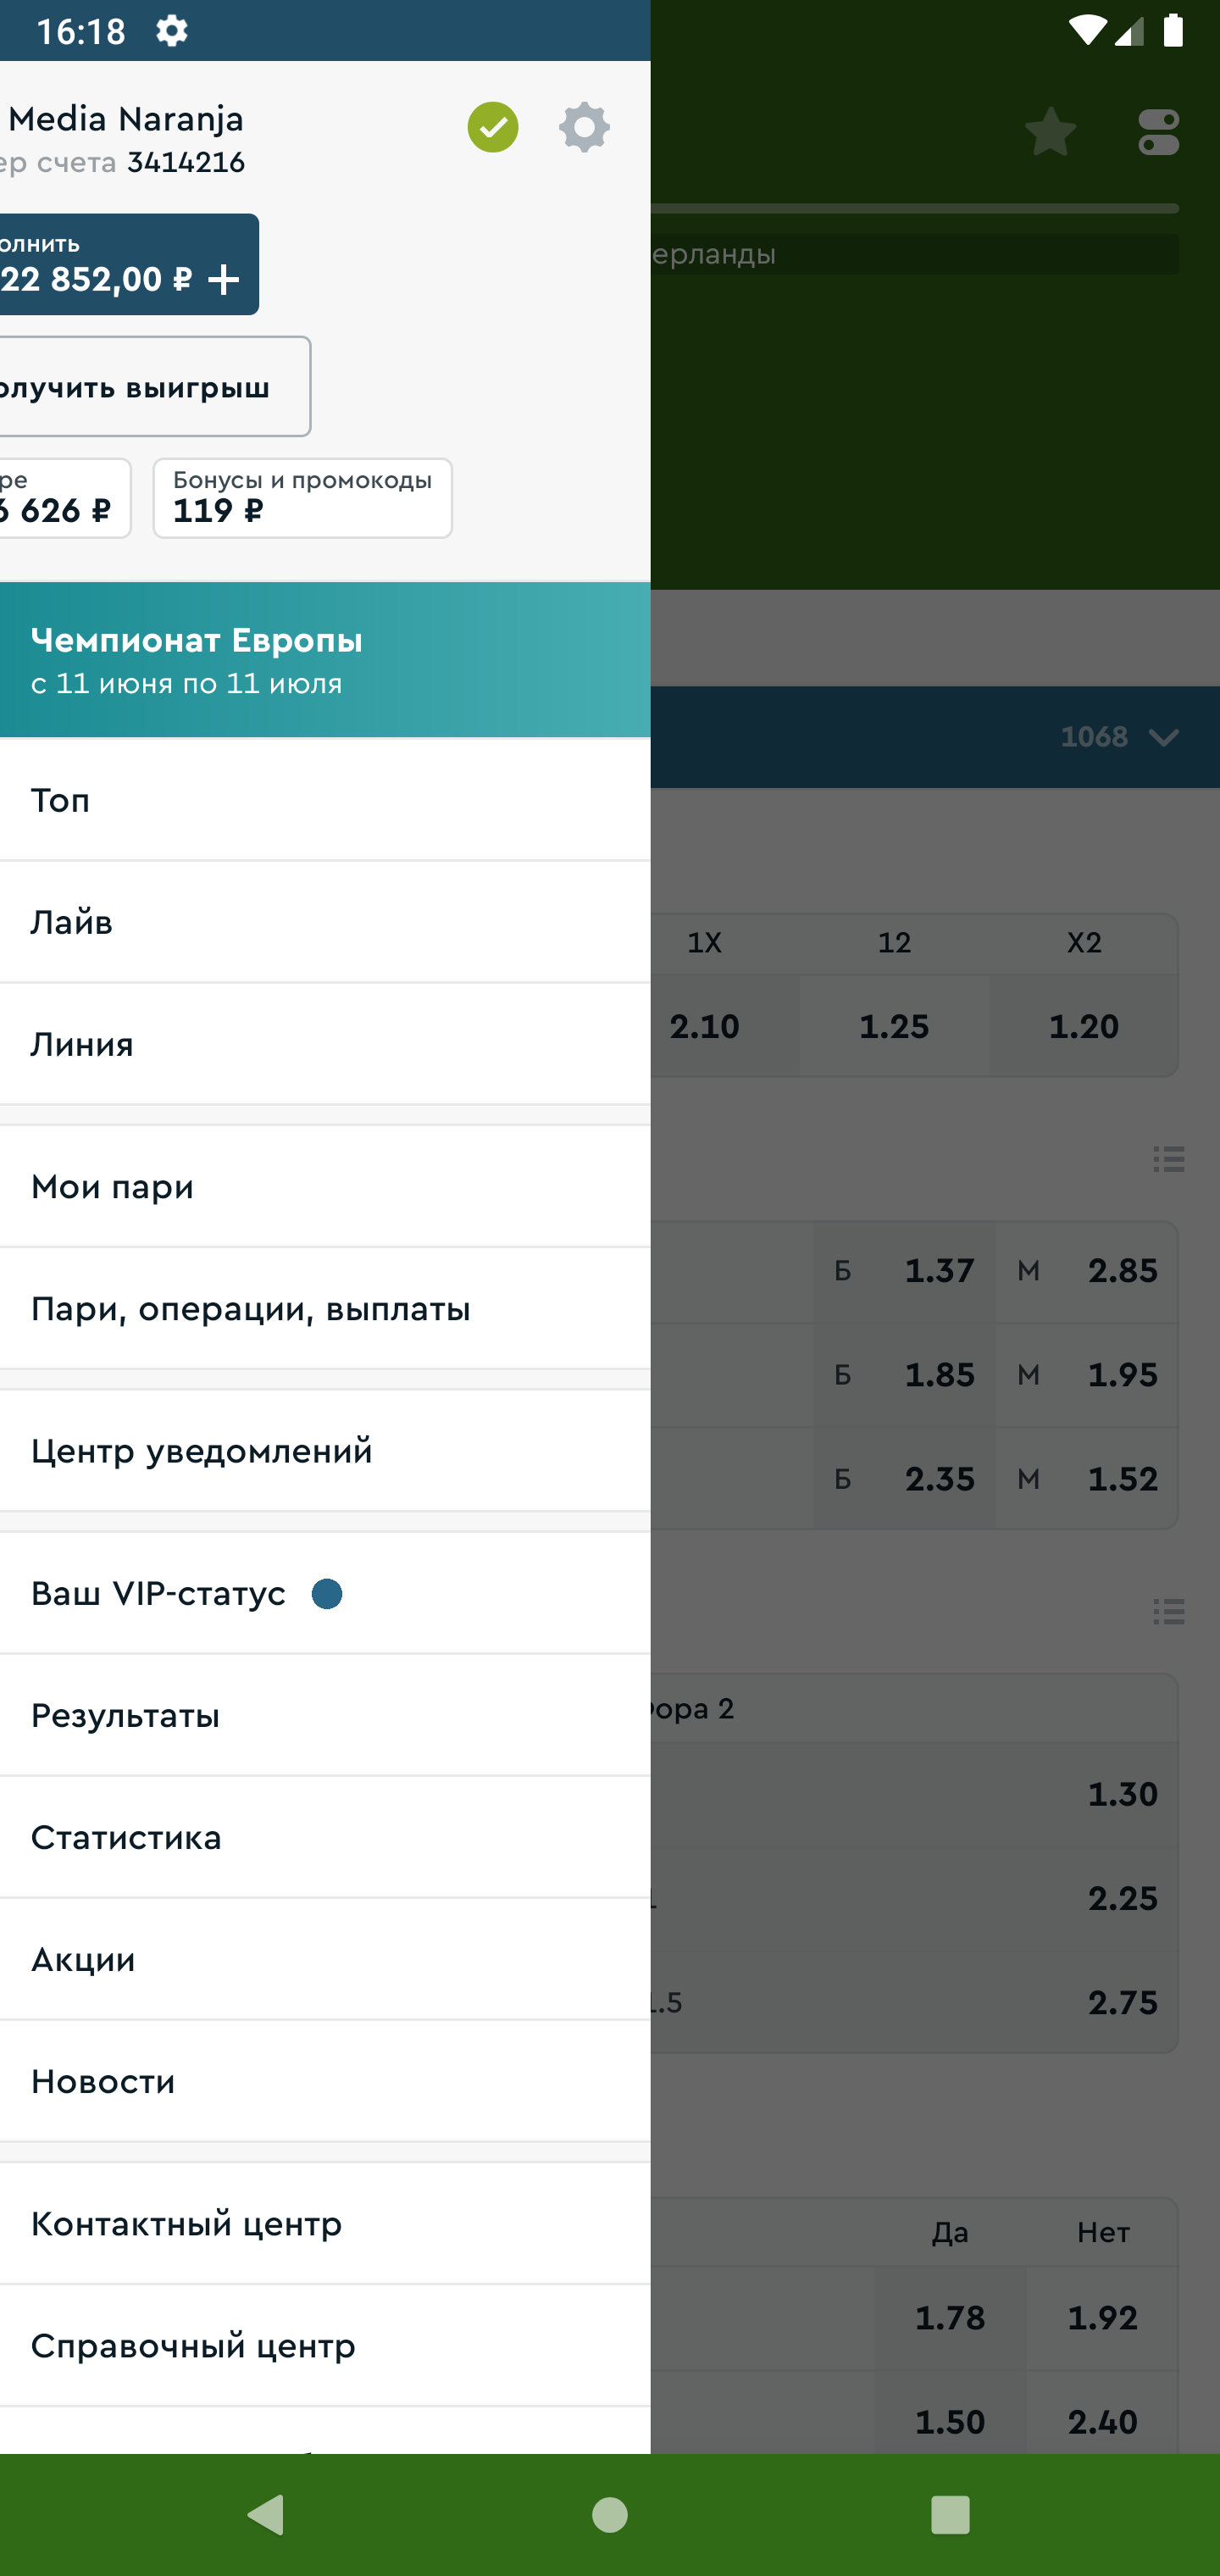 16:18
Media Naranja
ер счета 3414216
олнить
22 852,00 ₽ +
олучить выигрыш
ре
6 626 ₽
Бонусы и промокоды
119 ₽
Чемпионат Европы
с 11 июня по 11 июля
Топ
Лайв
Линия
Мои пари
Пари, операции, выплаты
Центр уведомлений
Ваш VIP-статус
Результаты
Статистика
Акции
Новости
Контактный центр
Справочный центр
ерланды
1068
1X 12 X2
2.10 1.25 1.20
Б 1.37 М 2.85
Б 1.85 М 1.95
Б 2.35 М 1.52
Фора 2
1.30
1 2.25
1.5 2.75
Да Нет
1.78 1.92
1.50 2.40